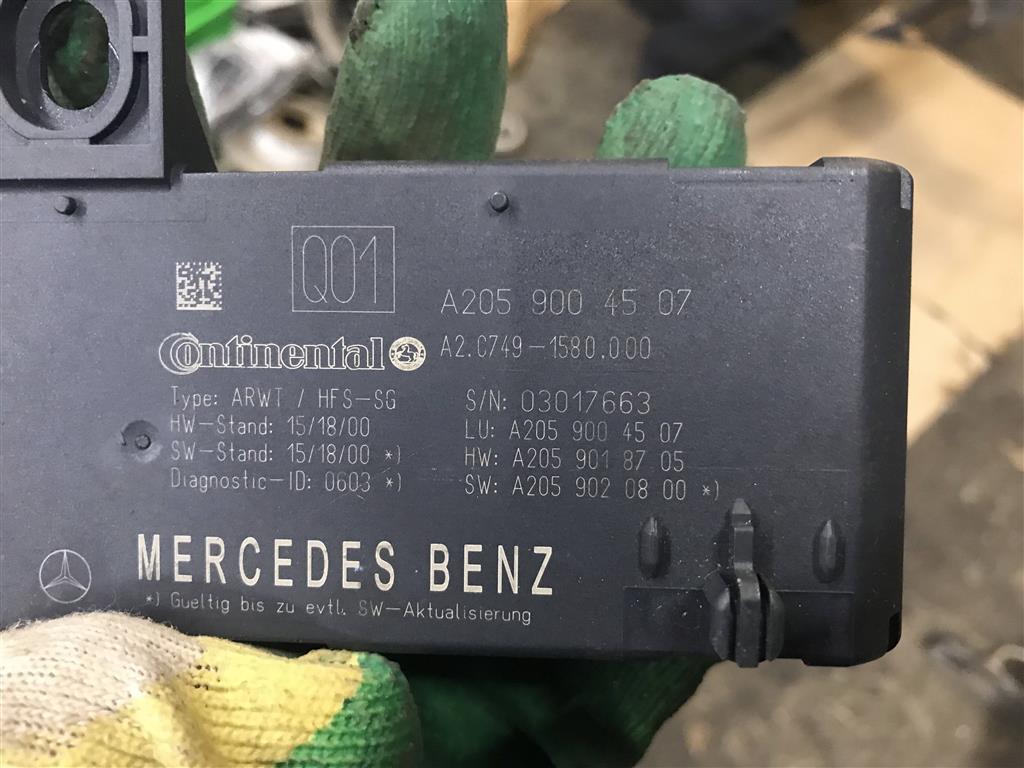 Q01
A205 900 45 07
Continental
A2.C749-1580.000
Type: ARWT / HFS-SG
S/N: 03017663
HW-Stand: 15/18/00
LU: A205 900 45 07
SW-Stand: 15/18/00 *)
HW: A205 901 87 05
Diagnostic-ID: 0603 *)
SW: A205 902 08 00 *)
MERCEDES BENZ
*) Gueltig bis zu evtl. SW-Aktualisierung